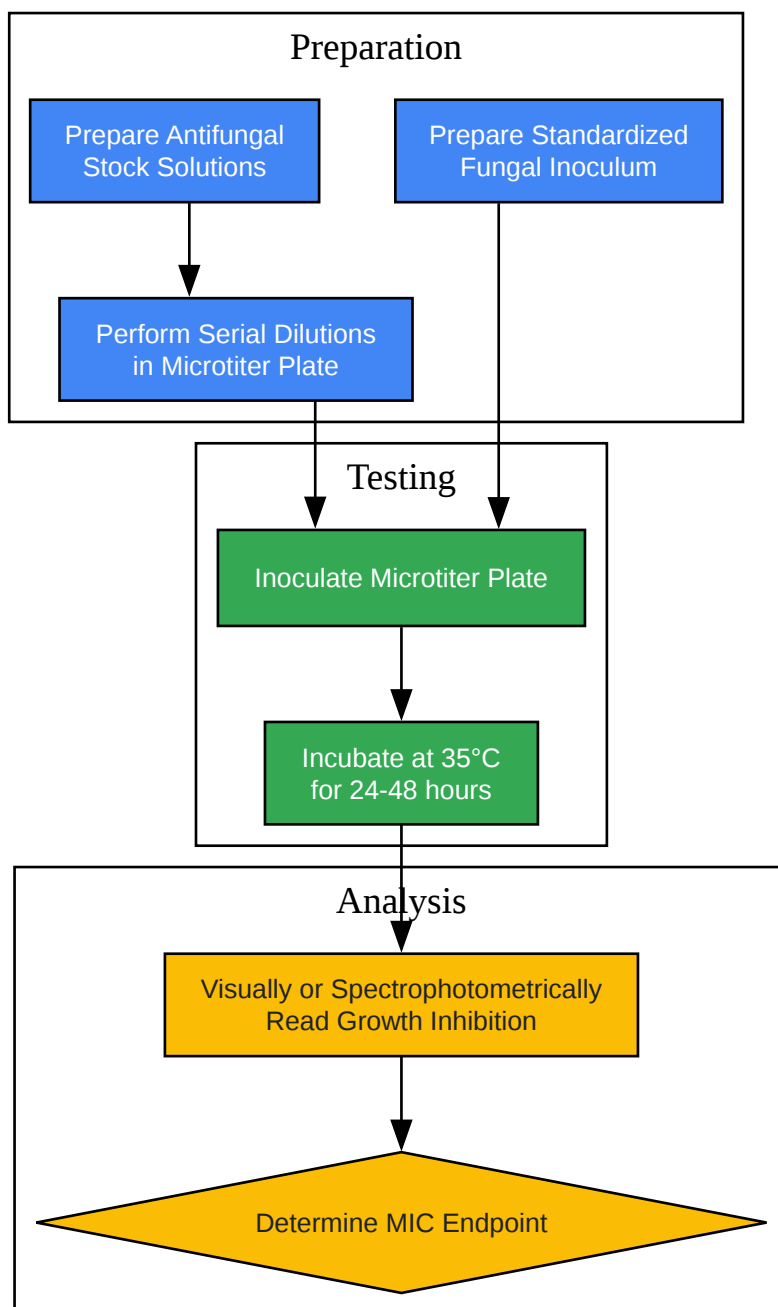 Preparation
Prepare Antifungal
Stock Solutions
Prepare Standardized
Fungal Inoculum
Perform Serial Dilutions
in Microtiter Plate
Testing
Inoculate Microtiter Plate
Incubate at 35°C
for 24-48 hours
Analysis
Visually or Spectrophotometrically
Read Growth Inhibition
Determine MIC Endpoint